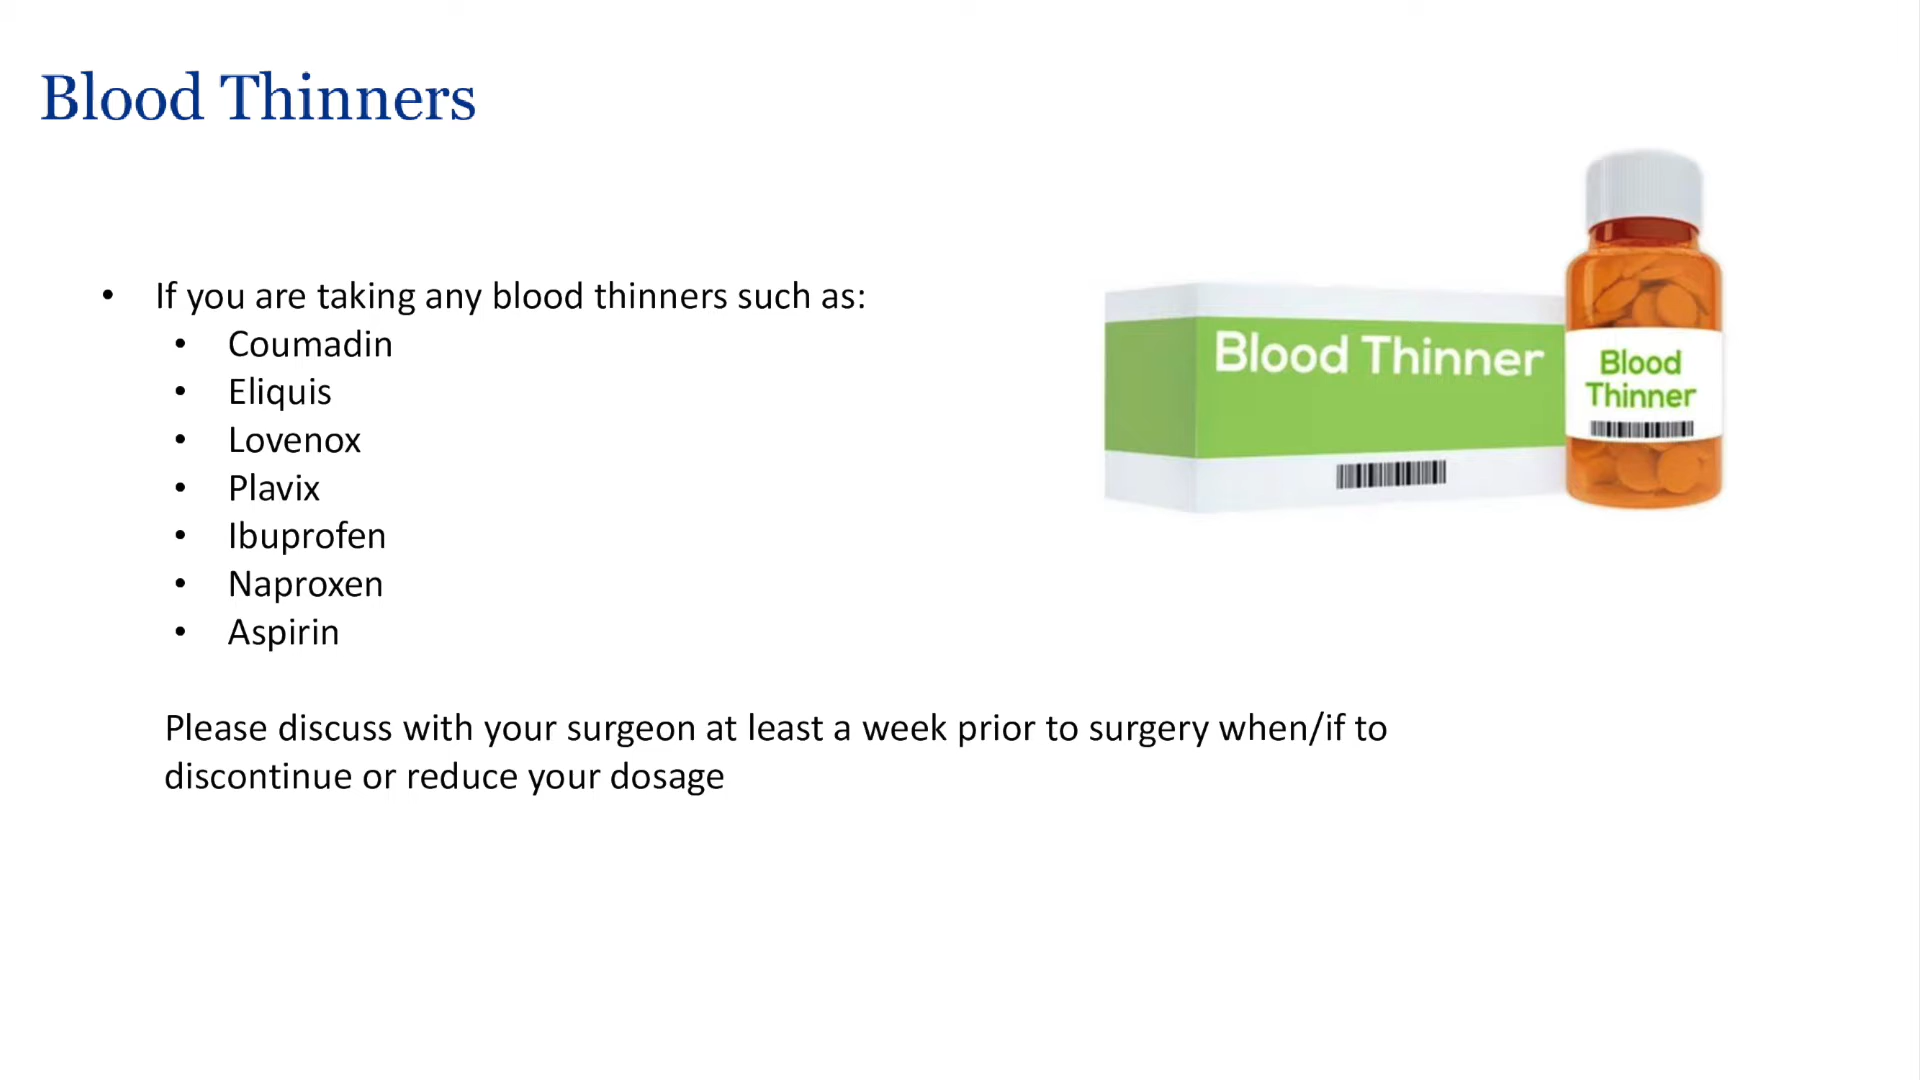 Blood Thinners
• If you are taking any blood thinners such as:
• Coumadin
• Eliquis
• Lovenox
• Plavix
• Ibuprofen
• Naproxen
• Aspirin
Please discuss with your surgeon at least a week prior to surgery when/if to
discontinue or reduce your dosage
Blood Thinner
Blood
Thinner